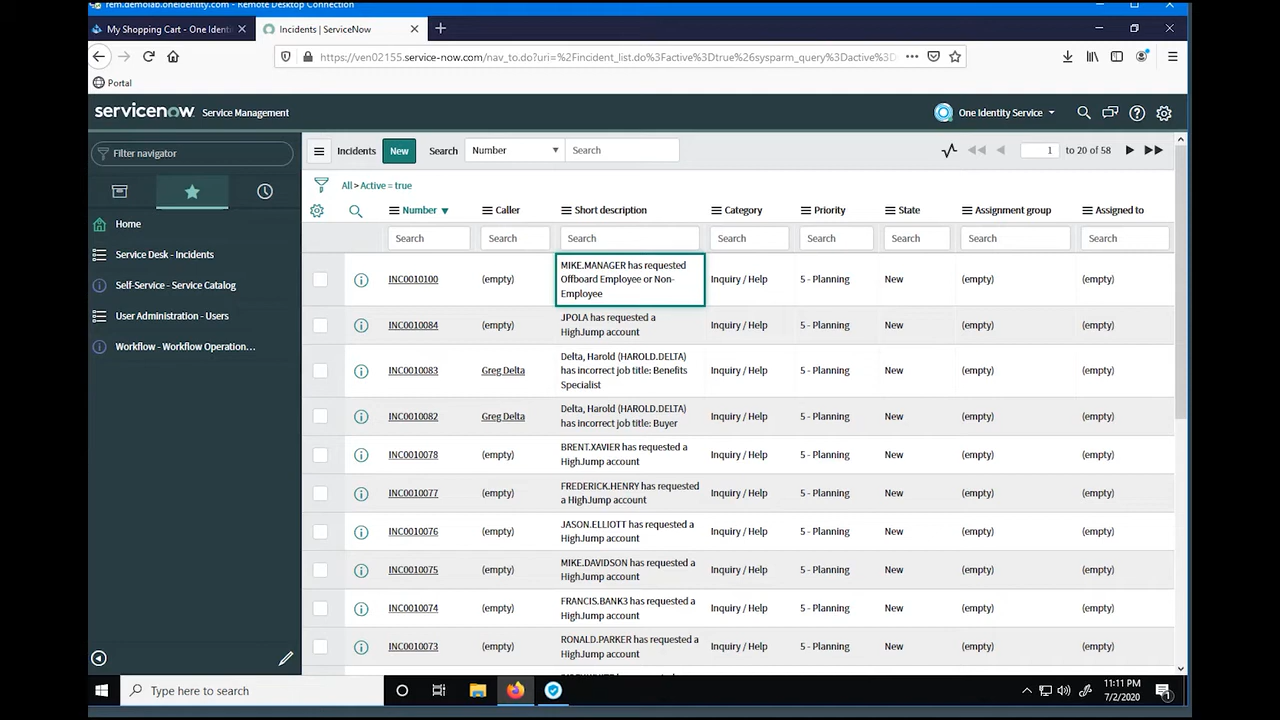 rem.demolab.oneidentity.com - Remote Desktop Connection
My Shopping Cart - One Identi
Incidents | ServiceNow
https://ven02155.service-now.com/nav_to.do?uri=%2Fincident_list.do%3Factive%3Dtrue%26sysparm_query%3Dactive%3D
Portal
servicenow Service Management
One Identity Service
Filter navigator
Incidents New Search Number Search 1 to 20 of 58
All > Active = true
Number Caller Short description Category Priority State Assignment group Assigned to
Search Search Search Search Search Search Search Search
Home
Service Desk - Incidents
Self-Service - Service Catalog
User Administration - Users
Workflow - Workflow Operation…
INC0010100 (empty) MIKE.MANAGER has requested Inquiry / Help 5 - Planning New (empty) (empty)
Offboard Employee or Non-
Employee
INC0010084 (empty) JPOLA has requested a Inquiry / Help 5 - Planning New (empty) (empty)
HighJump account
INC0010083 Greg Delta Delta, Harold (HAROLD.DELTA) Inquiry / Help 5 - Planning New (empty) (empty)
has incorrect job title: Benefits
Specialist
INC0010082 Greg Delta Delta, Harold (HAROLD.DELTA) Inquiry / Help 5 - Planning New (empty) (empty)
has incorrect job title: Buyer
INC0010078 (empty) BRENT.XAVIER has requested a Inquiry / Help 5 - Planning New (empty) (empty)
HighJump account
INC0010077 (empty) FREDERICK.HENRY has requested Inquiry / Help 5 - Planning New (empty) (empty)
a HighJump account
INC0010076 (empty) JASON.ELLIOTT has requested a Inquiry / Help 5 - Planning New (empty) (empty)
HighJump account
INC0010075 (empty) MIKE.DAVIDSON has requested a Inquiry / Help 5 - Planning New (empty) (empty)
HighJump account
INC0010074 (empty) FRANCIS.BANK3 has requested a Inquiry / Help 5 - Planning New (empty) (empty)
HighJump account
INC0010073 (empty) RONALD.PARKER has requested a Inquiry / Help 5 - Planning New (empty) (empty)
HighJump account
Type here to search
11:11 PM
7/2/2020
1